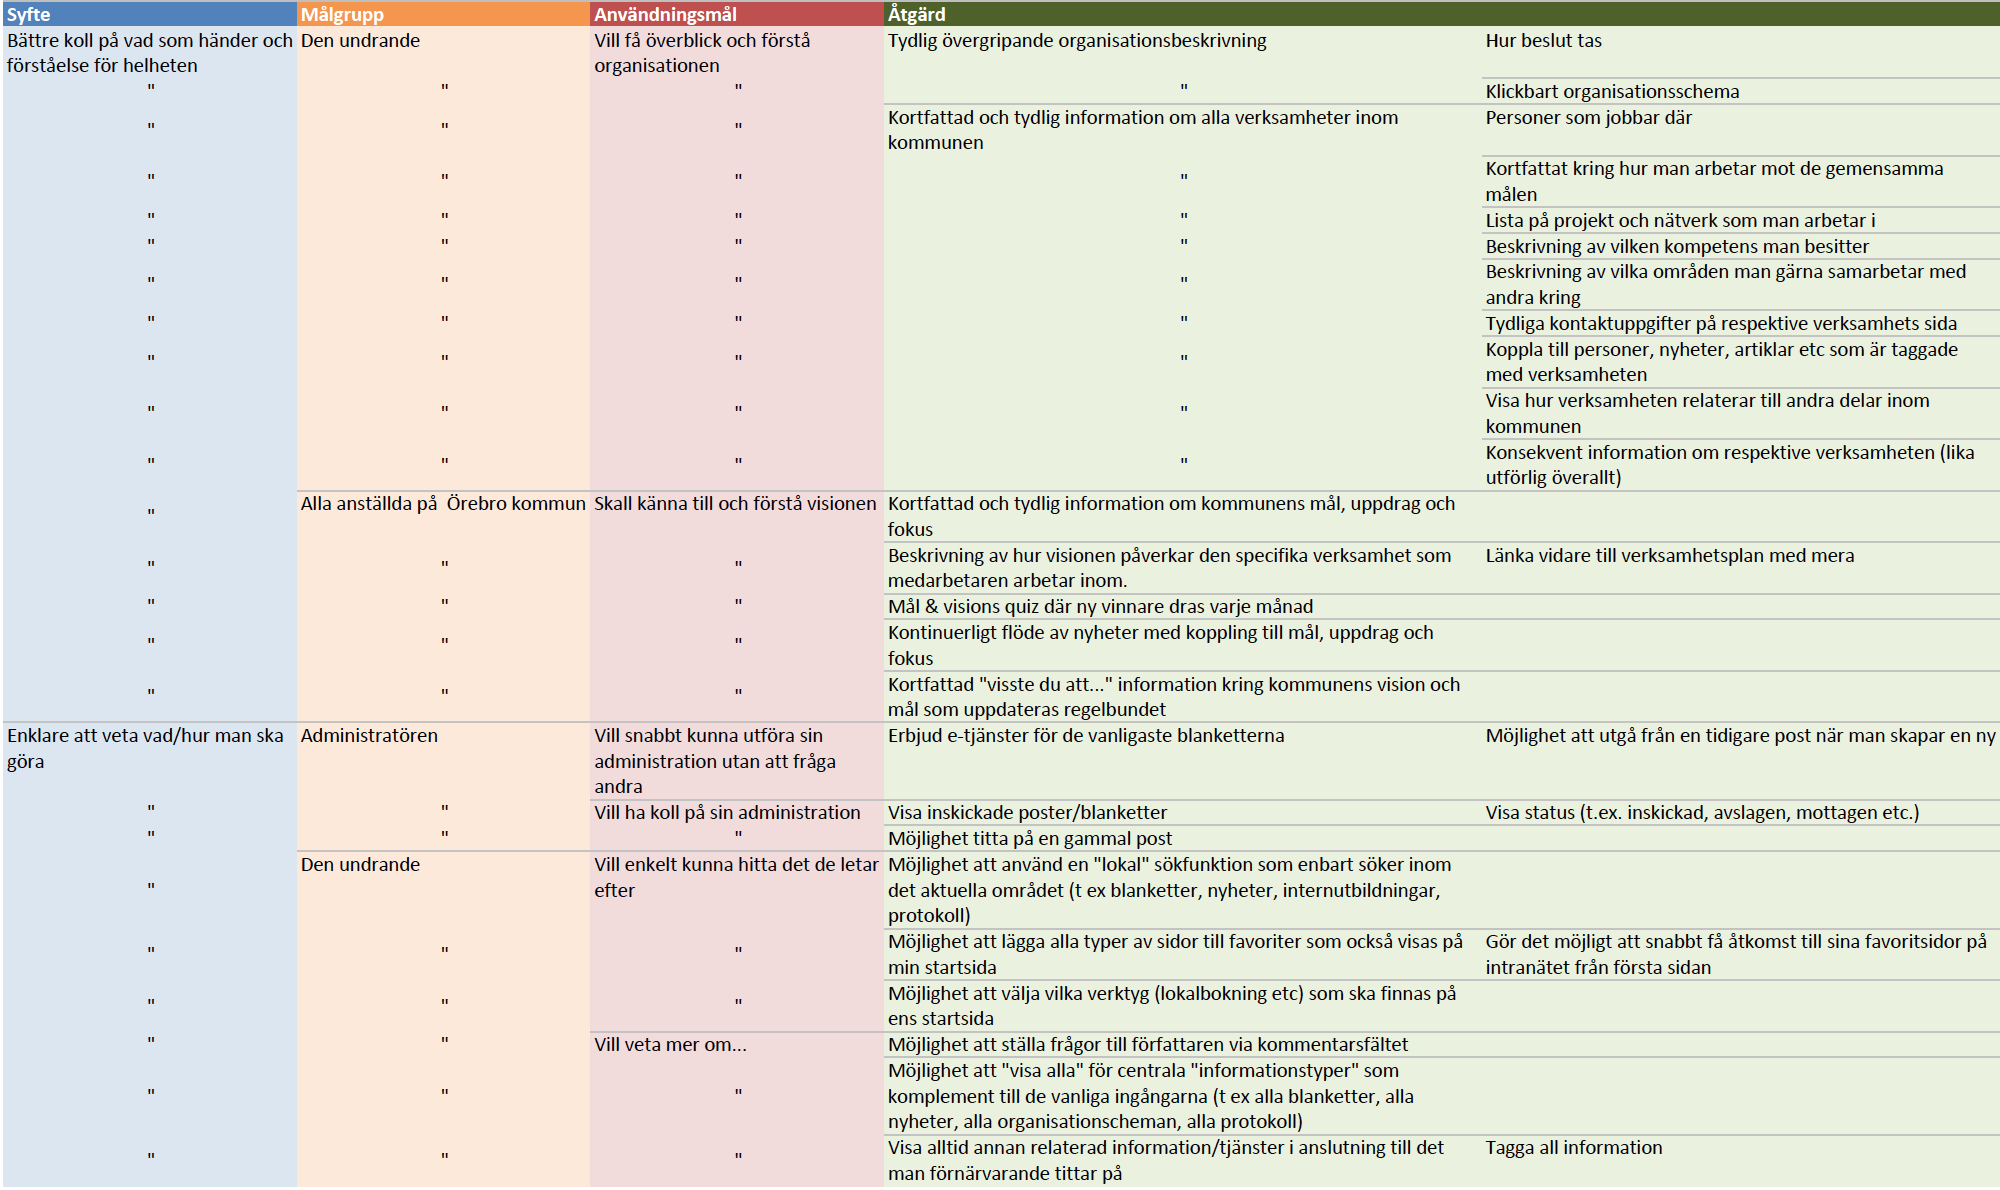 Syfte Målgrupp Användningsmål Åtgärd
Bättre koll på vad som händer och Den undrande Vill få överblick och förstå Tydlig övergripande organisationsbeskrivning Hur beslut tas
förståelse för helheten organisationen
" " " " Klickbart organisationsschema
Kortfattad och tydlig information om alla verksamheter inom Personer som jobbar där
" " "
kommunen
Kortfattat kring hur man arbetar mot de gemensamma
" " " "
målen
" " " " Lista på projekt och nätverk som man arbetar i
" " " " Beskrivning av vilken kompetens man besitter
Beskrivning av vilka områden man gärna samarbetar med
" " " "
andra kring
" " " " Tydliga kontaktuppgifter på respektive verksamhets sida
Koppla till personer, nyheter, artiklar etc som är taggade
" " " "
med verksamheten
Visa hur verksamheten relaterar till andra delar inom
" " " "
kommunen
Konsekvent information om respektive verksamheten (lika
" " " "
utförlig överallt)
Alla anställda på  Örebro kommun Skall känna till och förstå visionen Kortfattad och tydlig information om kommunens mål, uppdrag och
"
fokus
Beskrivning av hur visionen påverkar den specifika verksamhet som Länka vidare till verksamhetsplan med mera
" " "
medarbetaren arbetar inom.
" " " Mål & visions quiz där ny vinnare dras varje månad
Kontinuerligt flöde av nyheter med koppling till mål, uppdrag och
" " "
fokus
Kortfattad "visste du att..." information kring kommunens vision och
" " "
mål som uppdateras regelbundet
Enklare att veta vad/hur man ska Administratören Vill snabbt kunna utföra sin Erbjud e-tjänster för de vanligaste blanketterna Möjlighet att utgå från en tidigare post när man skapar en ny
göra administration utan att fråga
andra
" " Vill ha koll på sin administration Visa inskickade poster/blanketter Visa status (t.ex. inskickad, avslagen, mottagen etc.)
" " " Möjlighet titta på en gammal post
Den undrande Vill enkelt kunna hitta det de letar Möjlighet att använd en "lokal" sökfunktion som enbart söker inom
" efter det aktuella området (t ex blanketter, nyheter, internutbildningar,
protokoll)
Möjlighet att lägga alla typer av sidor till favoriter som också visas på Gör det möjligt att snabbt få åtkomst till sina favoritsidor på
" " "
min startsida intranätet från första sidan
Möjlighet att välja vilka verktyg (lokalbokning etc) som ska finnas på
" " "
ens startsida
" " Vill veta mer om... Möjlighet att ställa frågor till författaren via kommentarsfältet
Möjlighet att "visa alla" för centrala "informationstyper" som
" " " komplement till de vanliga ingångarna (t ex alla blanketter, alla
nyheter, alla organisationscheman, alla protokoll)
Visa alltid annan relaterad information/tjänster i anslutning till det Tagga all information
" " "
man förnärvarande tittar på